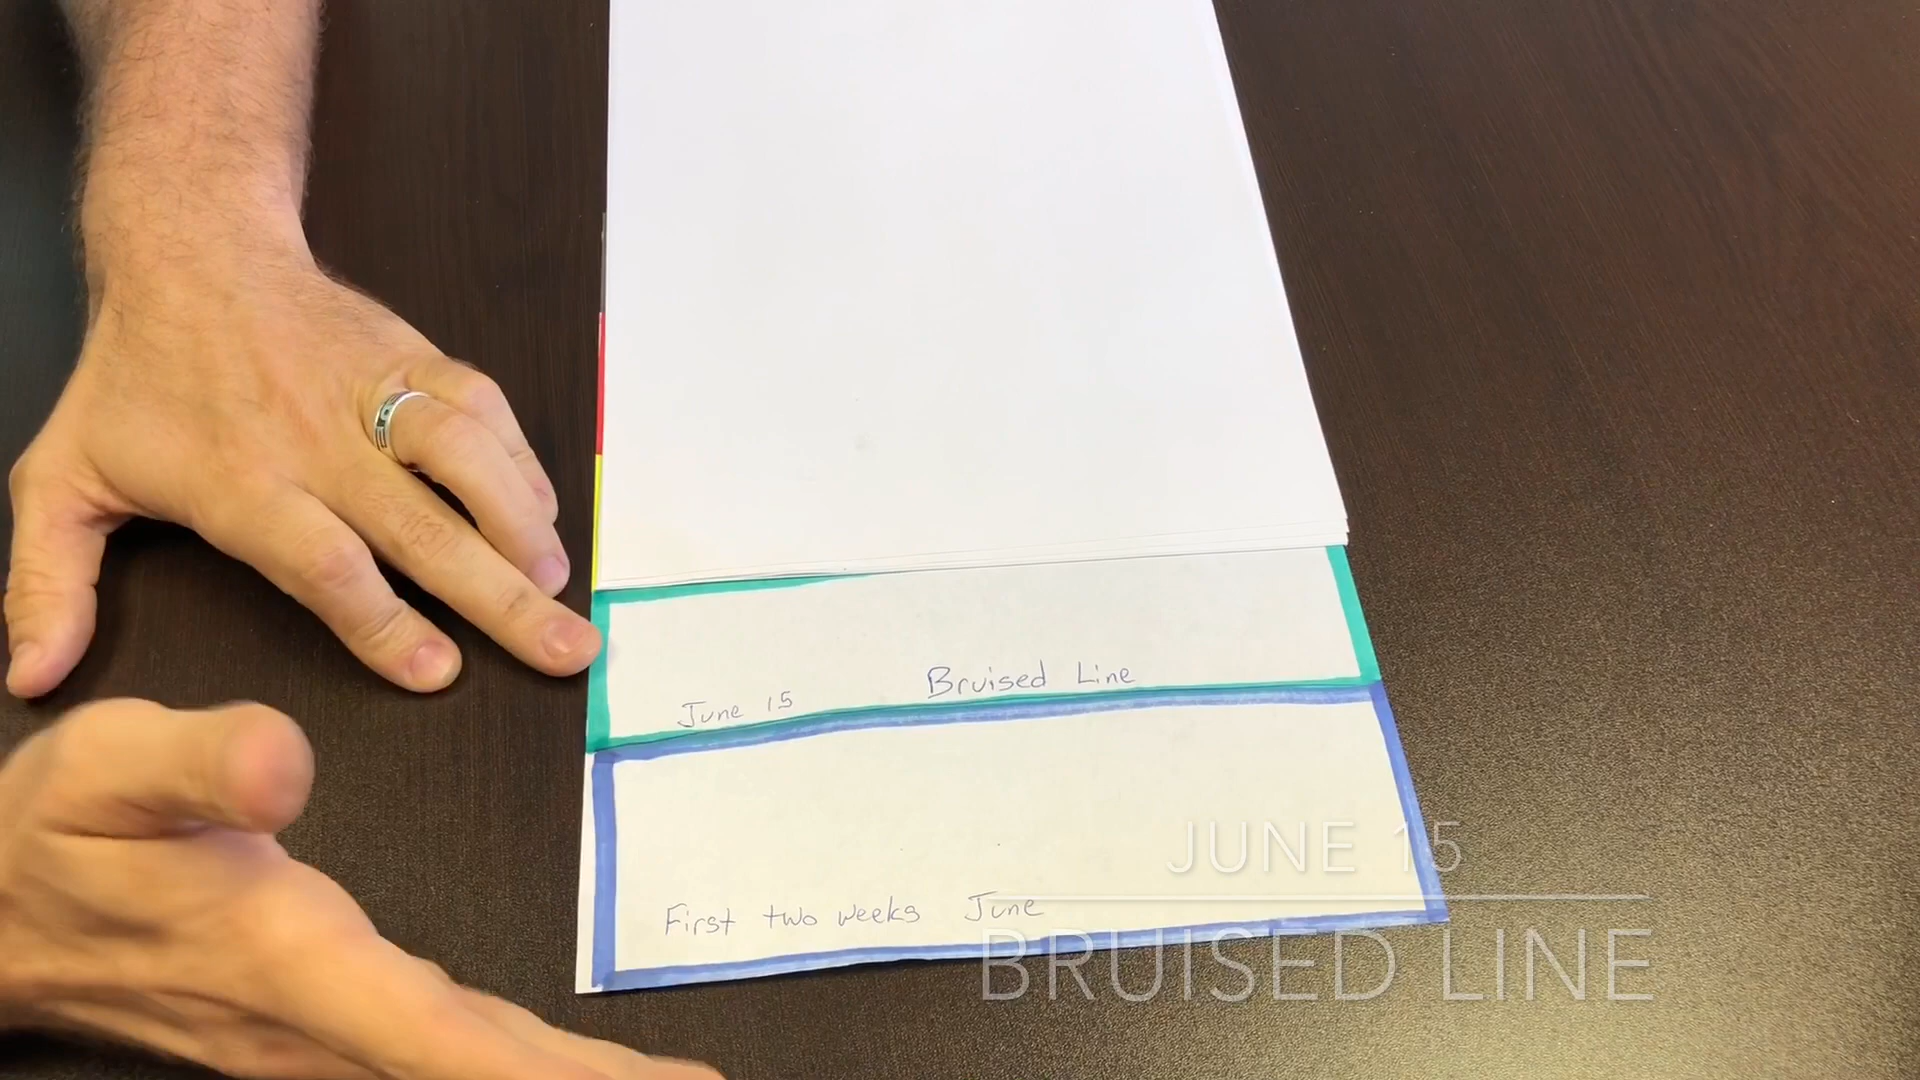 Bruised Line
June 15
First two weeks June
JUNE 15
BRUISED LINE